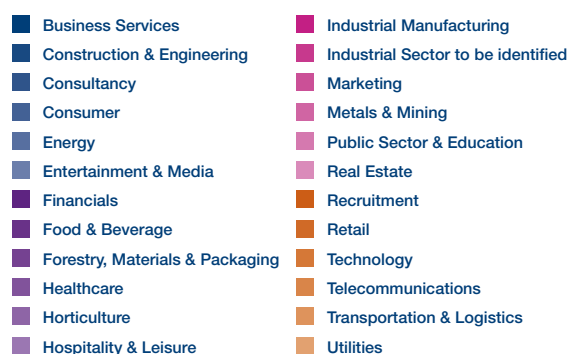 Business Services
Construction & Engineering
Consultancy
Consumer
Energy
Entertainment & Media
Financials
Food & Beverage
Forestry, Materials & Packaging
Healthcare
Horticulture
Hospitality & Leisure
Industrial Manufacturing
Industrial Sector to be identified
Marketing
Metals & Mining
Public Sector & Education
Real Estate
Recruitment
Retail
Technology
Telecommunications
Transportation & Logistics
Utilities